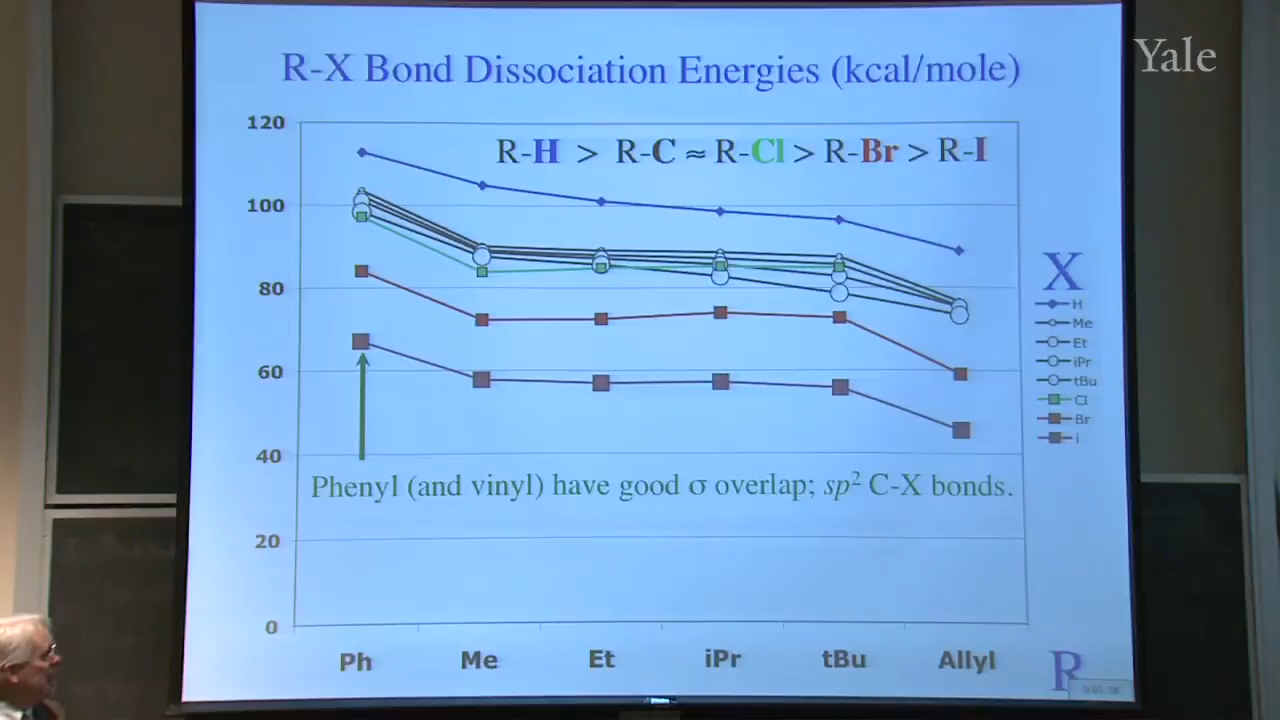 Yale
R-X Bond Dissociation Energies (kcal/mole)
120
R-H > R-C ≈ R-Cl > R-Br > R-I
100
80
60
40
20
0
X
H
Me
Et
iPr
tBu
Cl
Br
i
Phenyl (and vinyl) have good σ overlap; sp² C-X bonds.
Ph Me Et iPr tBu Allyl
R